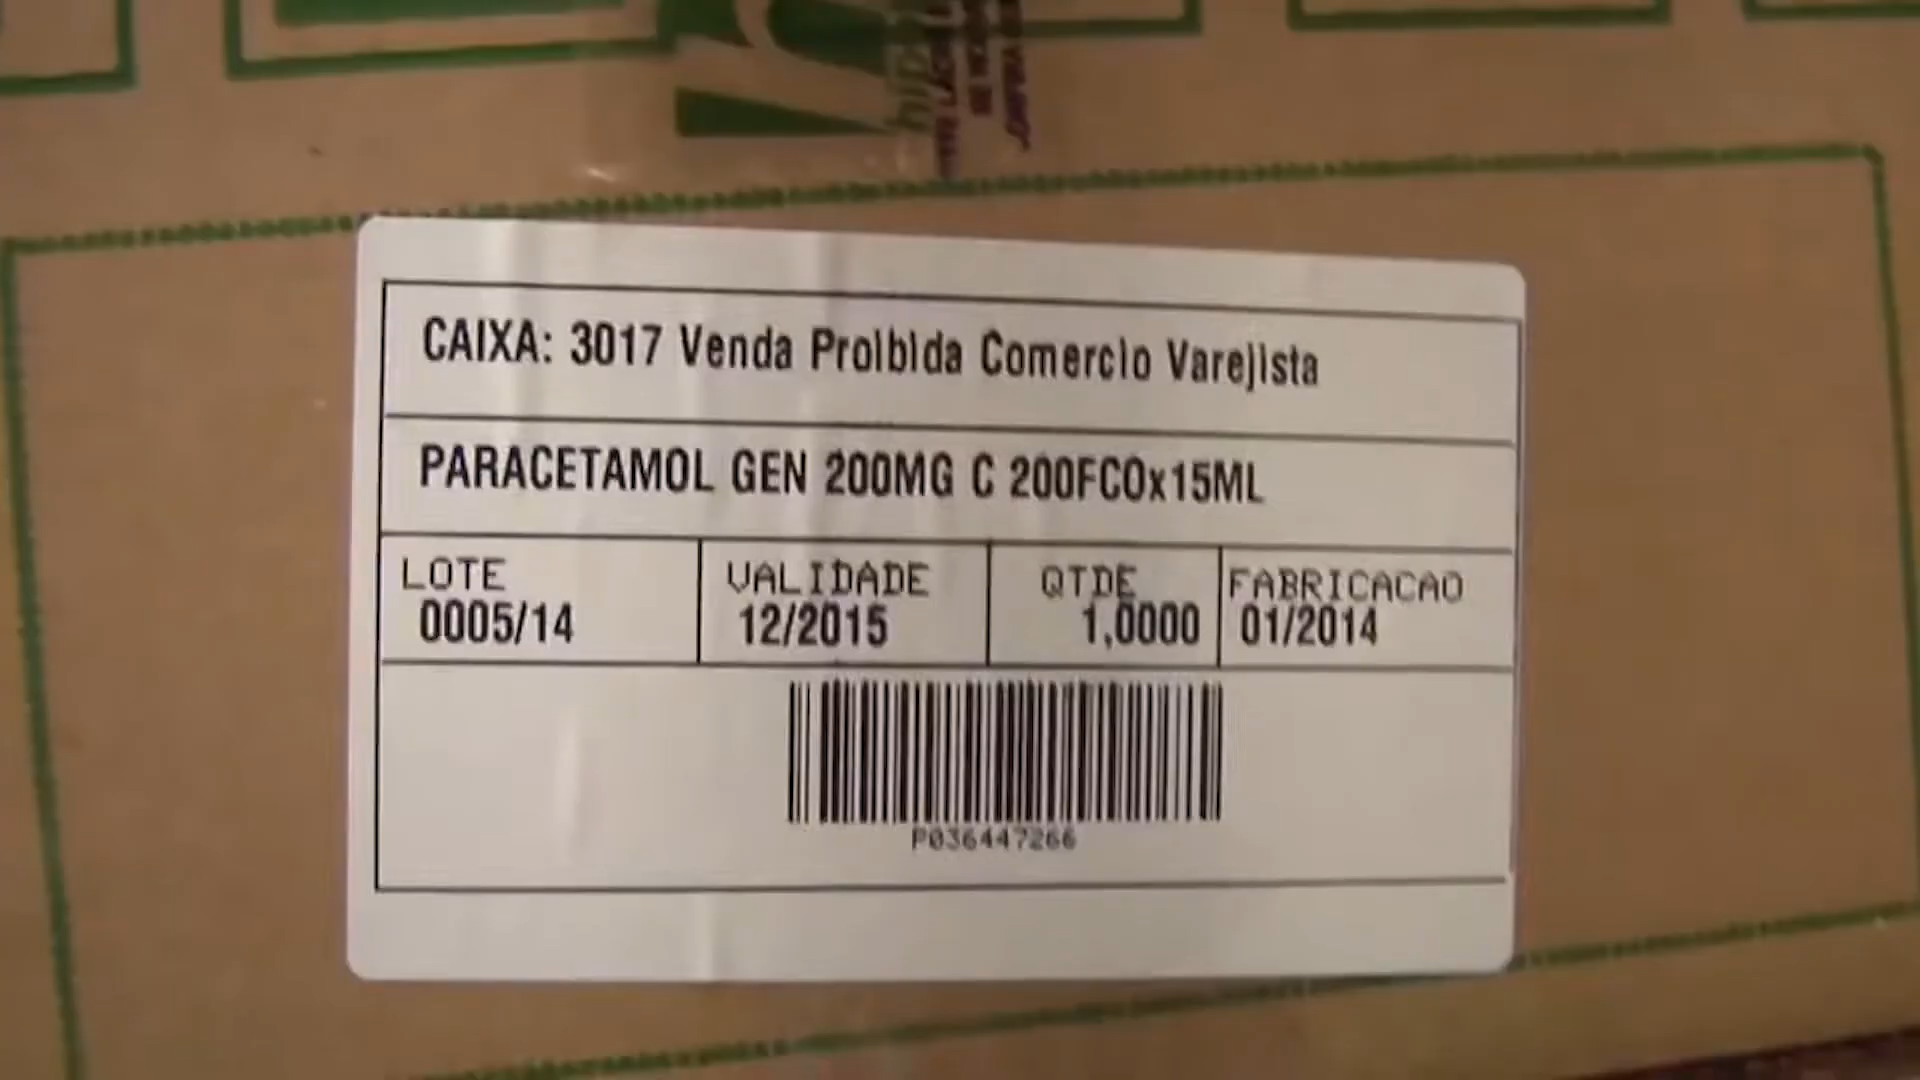 CAIXA: 3017 Venda Proibida Comercio Varejista
PARACETAMOL GEN 200MG C 200FCOx15ML
LOTE
0005/14
VALIDADE
12/2015
QTDE
1,0000
FABRICACAO
01/2014
P036447266